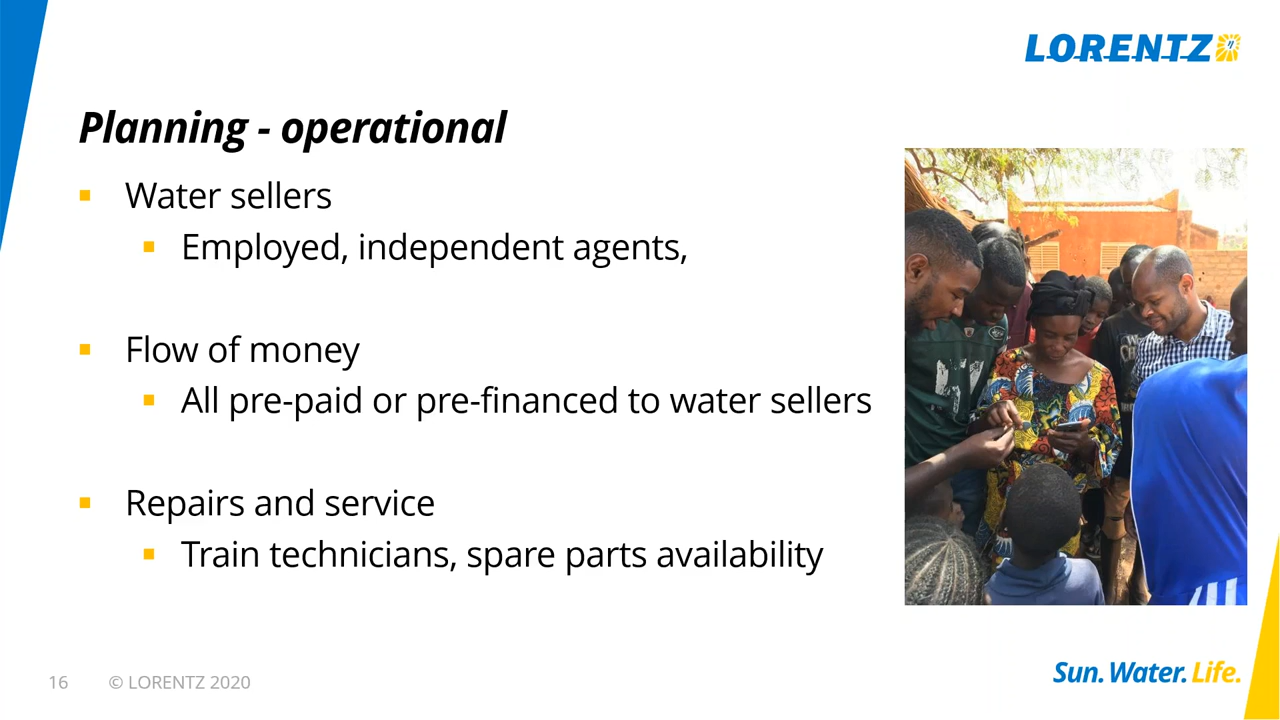 LORENTZ
Planning - operational
Water sellers
Employed, independent agents,
Flow of money
All pre-paid or pre-financed to water sellers
Repairs and service
Train technicians, spare parts availability
16 © LORENTZ 2020
Sun. Water. Life.